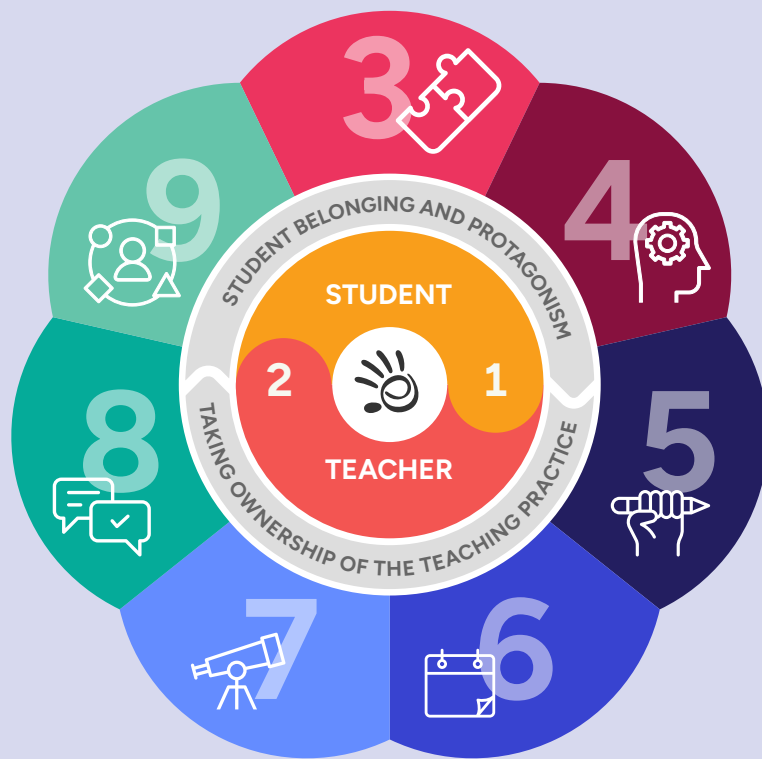 3
4
5
6
7
8
9
STUDENT BELONGING AND PROTAGONISM
STUDENT
2
1
TEACHER
TAKING OWNERSHIP OF THE TEACHING PRACTICE